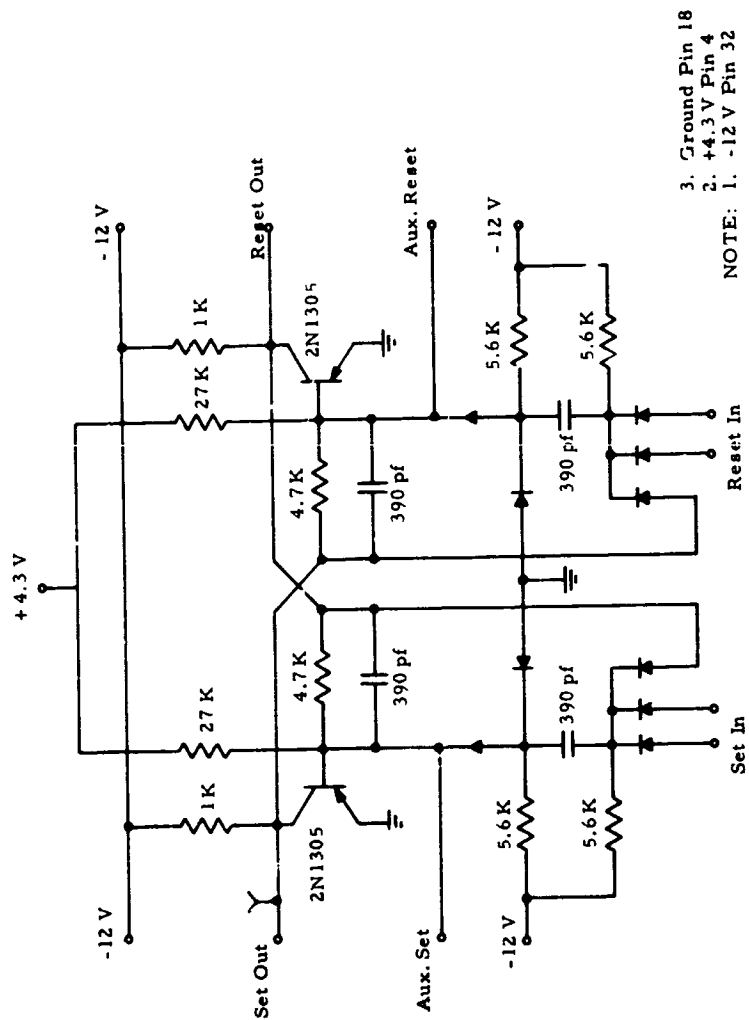 +4.3 V
-12 V
-12 V
1K
27 K
27 K
1K
Set Out
Reset Out
2N1305
2N1305
4.7 K
4.7 K
390 pf
390 pf
Aux. Set
Aux. Reset
-12 V
-12 V
5.6 K
5.6 K
390 pf
390 pf
5.6 K
5.6 K
Set In
Reset In
NOTE: 1. -12 V Pin 32
2. +4.3 V Pin 4
3. Ground Pin 18